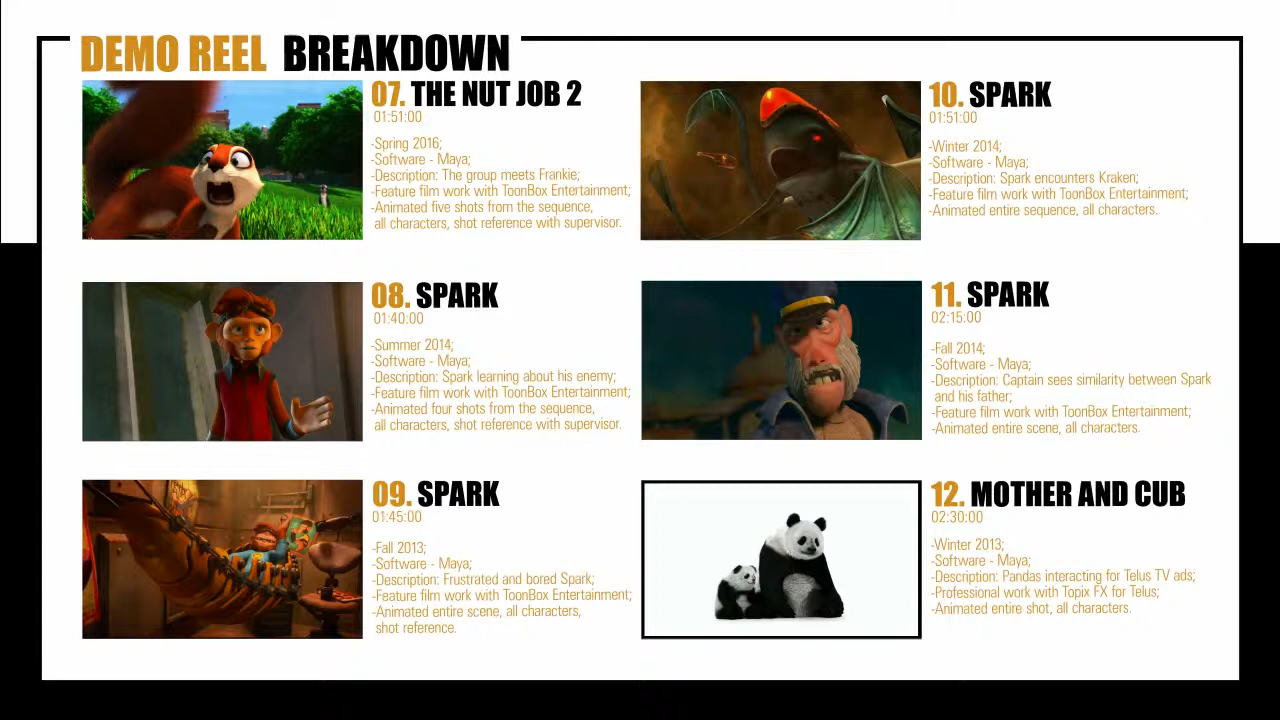 DEMO REEL BREAKDOWN
07. THE NUT JOB 2
01:51:00
-Spring 2016;
-Software - Maya;
-Description: The group meets Frankie;
-Feature film work with ToonBox Entertainment;
-Animated five shots from the sequence,
all characters, shot reference with supervisor.
08. SPARK
01:40:00
-Summer 2014;
-Software - Maya;
-Description: Spark learning about his enemy;
-Feature film work with ToonBox Entertainment;
-Animated four shots from the sequence,
all characters, shot reference with supervisor.
09. SPARK
01:45:00
-Fall 2013;
-Software - Maya;
-Description: Frustrated and bored Spark;
-Feature film work with ToonBox Entertainment;
-Animated entire scene, all characters,
shot reference.
10. SPARK
01:51:00
-Winter 2014;
-Software - Maya;
-Description: Spark encounters Kraken;
-Feature film work with ToonBox Entertainment;
-Animated entire sequence, all characters.
11. SPARK
02:15:00
-Fall 2014;
-Software - Maya;
-Description: Captain sees similarity between Spark
and his father;
-Feature film work with ToonBox Entertainment;
-Animated entire scene, all characters.
12. MOTHER AND CUB
02:30:00
-Winter 2013;
-Software - Maya;
-Description: Pandas interacting for Telus TV ads;
-Professional work with Topix FX for Telus;
-Animated entire shot, all characters.